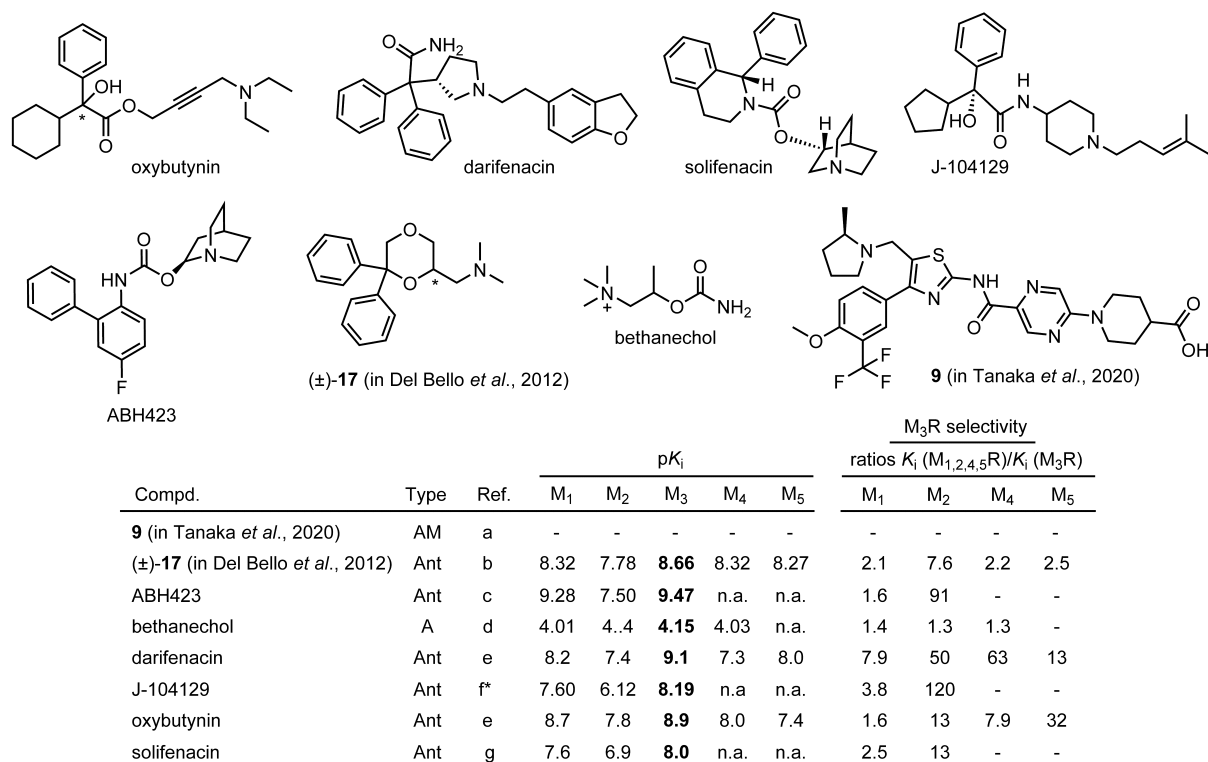 oxybutynin
darifenacin
solifenacin
J-104129
ABH423
(±)-17 (in Del Bello et al., 2012)
bethanechol
9 (in Tanaka et al., 2020)
OH
O
O
*
N
O
NH2
N
O
H
N
O
O
H
N
H
N
HO
O
N
O
NH
O
N
F
O
O
*
N
N
+
O
O
NH2
N
S
N
NH
O
N
N
N
O
OH
O
F
F
F
M3R selectivity
pKi ratios Ki (M1,2,4,5R)/Ki (M3R)
Compd. Type Ref. M1 M2 M3 M4 M5 M1 M2 M4 M5
9 (in Tanaka et al., 2020) AM a - - - - - - - - -
(±)-17 (in Del Bello et al., 2012) Ant b 8.32 7.78 8.66 8.32 8.27 2.1 7.6 2.2 2.5
ABH423 Ant c 9.28 7.50 9.47 n.a. n.a. 1.6 91 - -
bethanechol A d 4.01 4..4 4.15 4.03 n.a. 1.4 1.3 1.3 -
darifenacin Ant e 8.2 7.4 9.1 7.3 8.0 7.9 50 63 13
J-104129 Ant f* 7.60 6.12 8.19 n.a n.a. 3.8 120 - -
oxybutynin Ant e 8.7 7.8 8.9 8.0 7.4 1.6 13 7.9 32
solifenacin Ant g 7.6 6.9 8.0 n.a. n.a. 2.5 13 - -